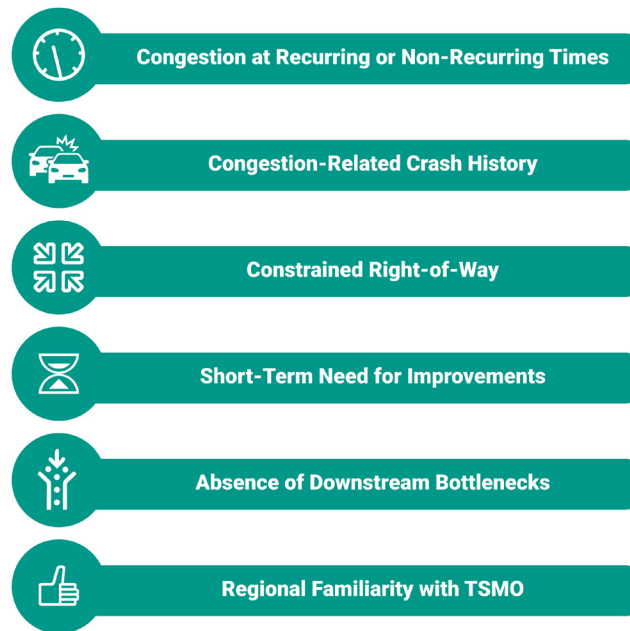 Congestion at Recurring or Non-Recurring Times
Congestion-Related Crash History
Constrained Right-of-Way
Short-Term Need for Improvements
Absence of Downstream Bottlenecks
Regional Familiarity with TSMO